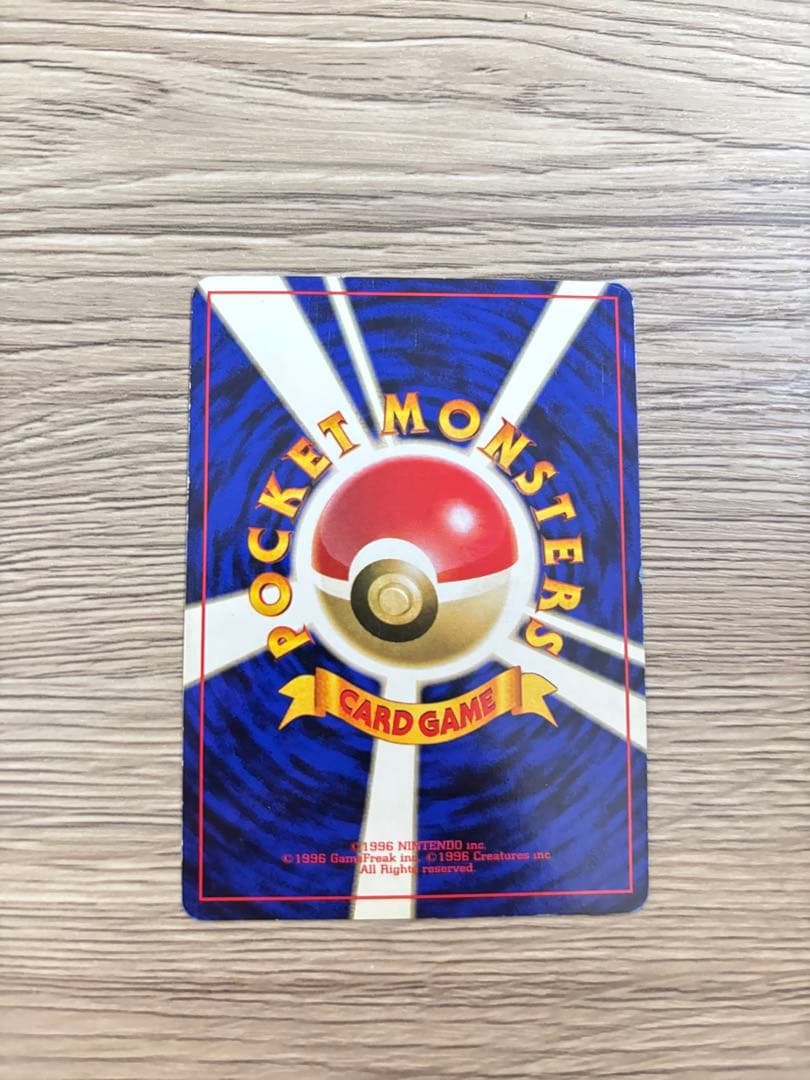 POCKET MONSTERS
CARD GAME
©1996 NINTENDO inc.
©1996 GameFreak inc. ©1996 Creatures inc
All Rights reserved.